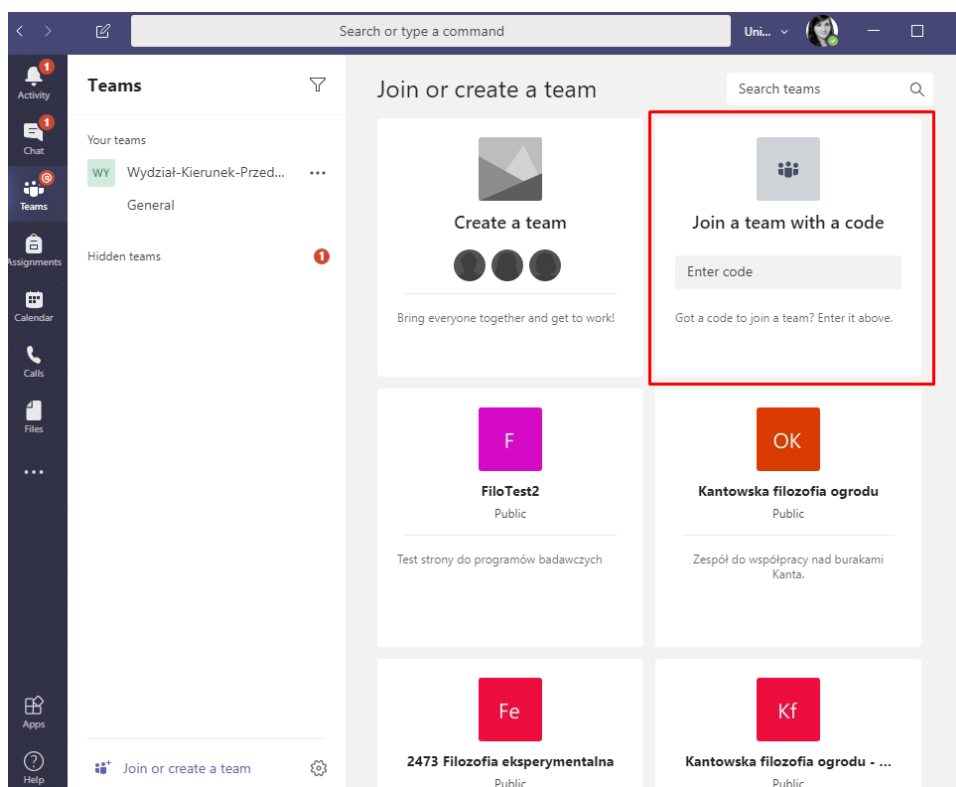 Search or type a command
Uni...
1
Activity
1
Chat
@
Teams
Assignments
Calendar
Calls
Files
...
Apps
Help
Teams
Your teams
WY Wydział-Kierunek-Przed... ...
General
Hidden teams 1
Join or create a team
Join or create a team
Search teams
Create a team
Bring everyone together and get to work!
Join a team with a code
Enter code
Got a code to join a team? Enter it above.
F
FiloTest2
Public
Test strony do programów badawczych
OK
Kantowska filozofia ogrodu
Public
Zespół do współpracy nad burakami
Kanta.
Fe
2473 Filozofia eksperymentalna
Public
Kf
Kantowska filozofia ogrodu - ...
Public